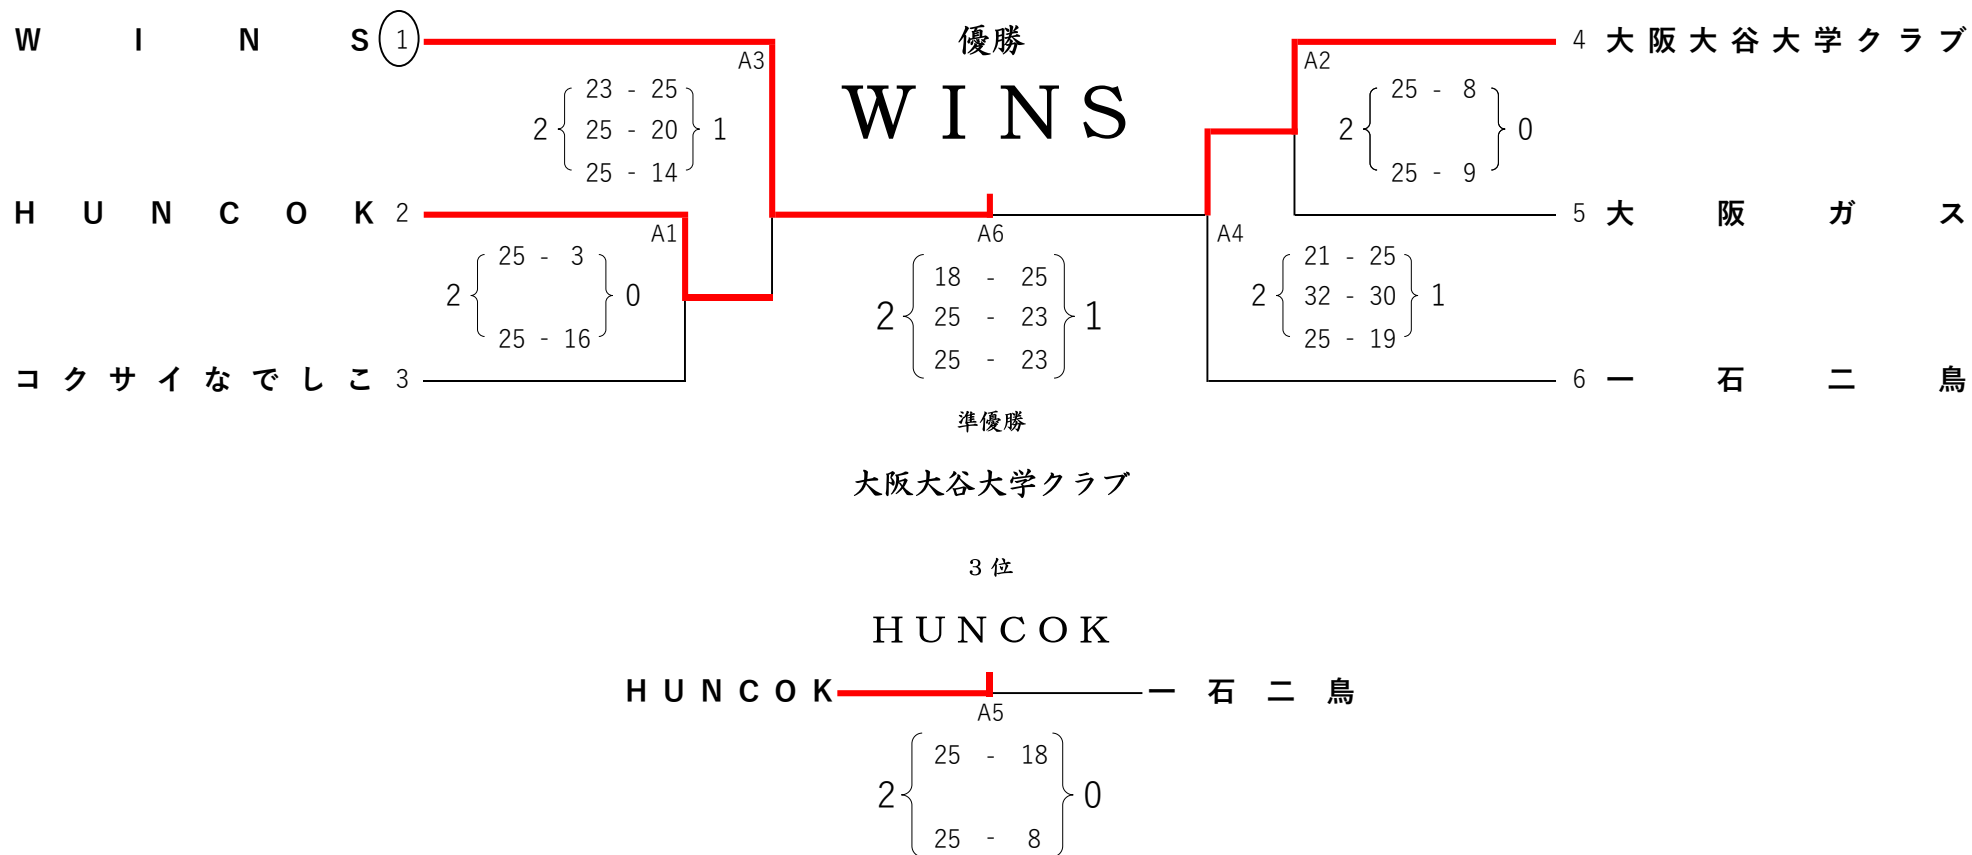 WINS 1 優勝 4 大阪大谷大学クラブ
A3 A2
23 - 25
2 25 - 20 1
25 - 14
WINS
25 - 8
2 0
25 - 9
HUNCOK 2 5 大阪ガス
A1 A6 A4
25 - 3
2 0
25 - 16
18 - 25
2 25 - 23 1
25 - 23
21 - 25
2 32 - 30 1
25 - 19
コクサイなでしこ 3 6 一石二鳥
準優勝
大阪大谷大学クラブ
3位
HUNCOK
HUNCOK 一石二鳥
A5
25 - 18
2 0
25 - 8